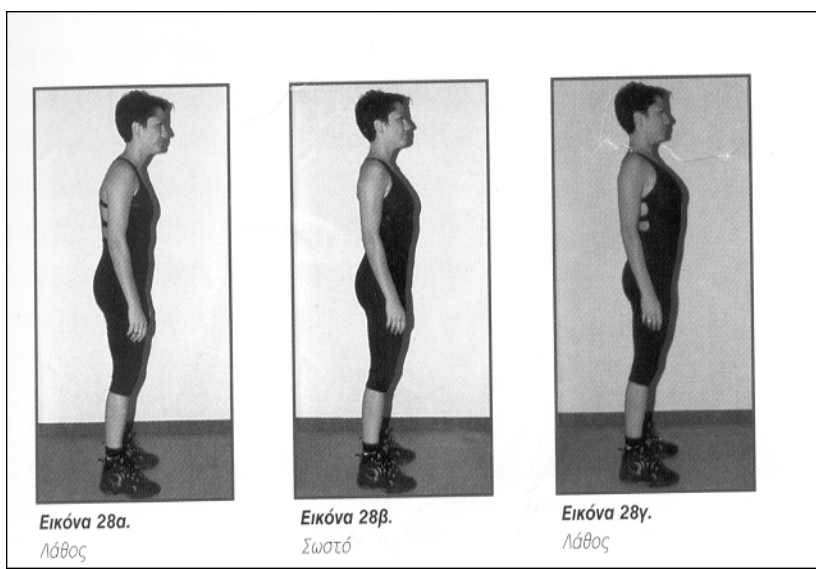 Εικόνα 28α.
Λάθος
Εικόνα 28β.
Σωστό
Εικόνα 28γ.
Λάθος